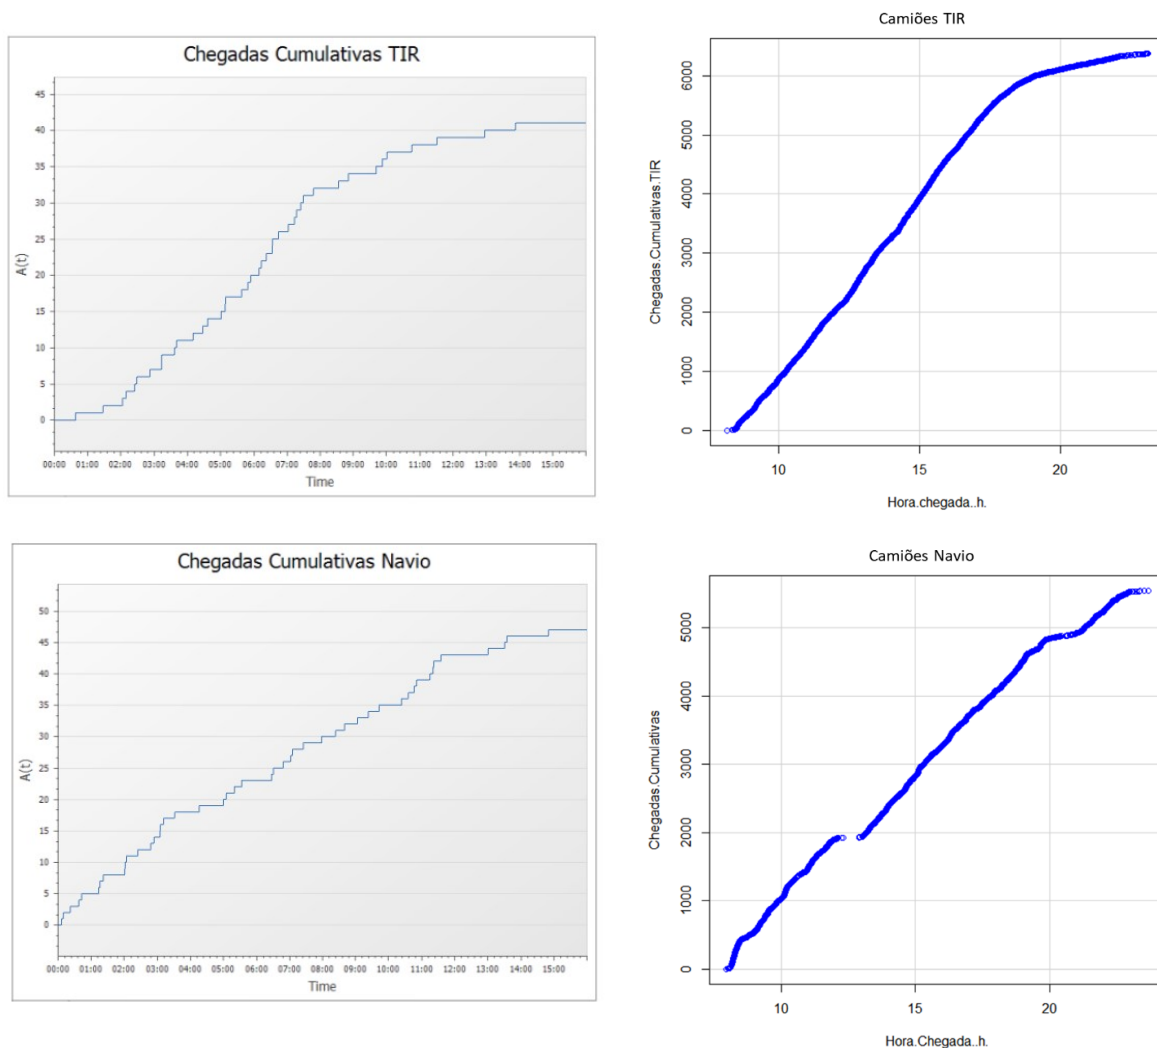 Chegadas Cumulativas TIR
A(t)
45
40
35
30
25
20
15
10
5
0
00:00 01:00 02:00 03:00 04:00 05:00 06:00 07:00 08:00 09:00 10:00 11:00 12:00 13:00 14:00 15:00
Time
Camiões TIR
Chegadas.Cumulativas.TIR
6000
5000
4000
3000
2000
1000
0
10 15 20
Hora.chegada..h.
Chegadas Cumulativas Navio
A(t)
50
45
40
35
30
25
20
15
10
5
0
00:00 01:00 02:00 03:00 04:00 05:00 06:00 07:00 08:00 09:00 10:00 11:00 12:00 13:00 14:00 15:00
Time
Camiões Navio
Chegadas.Cumulativas
5000
4000
3000
2000
1000
0
10 15 20
Hora.Chegada..h.